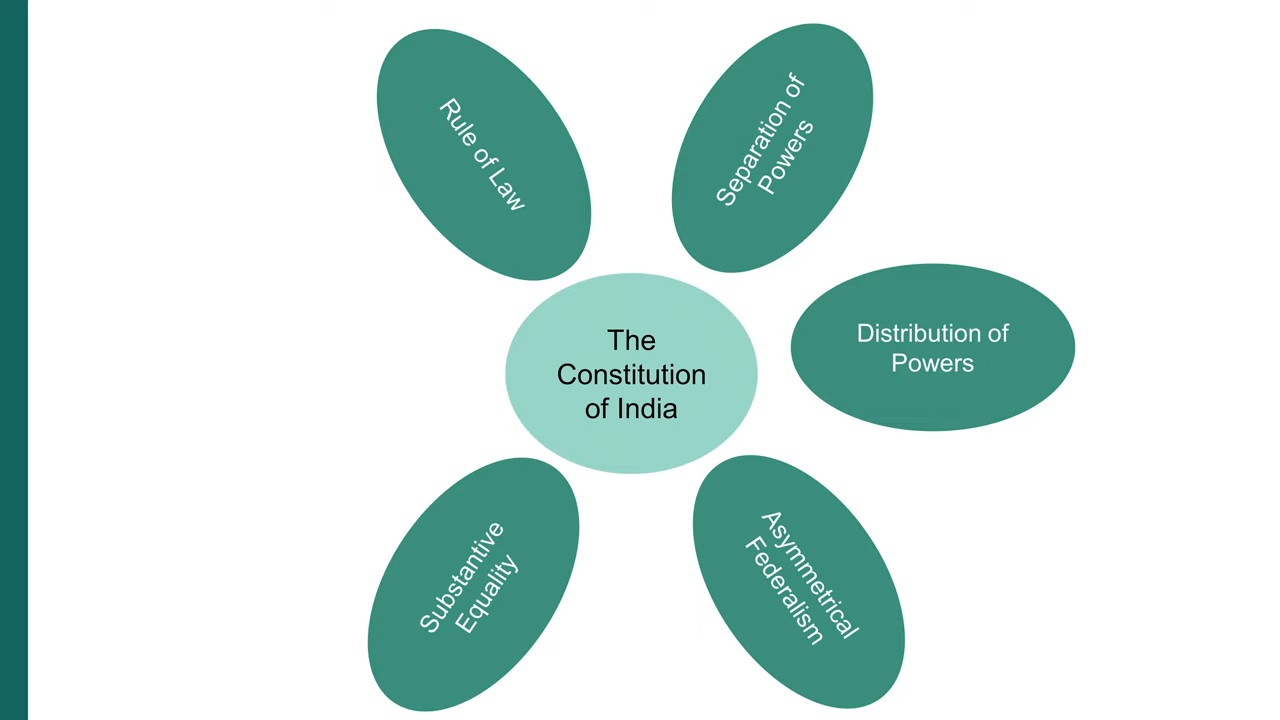 Rule of Law
Separation of
Powers
Distribution of
Powers
The
Constitution
of India
Substantive
Equality
Asymmetrical
Federalism